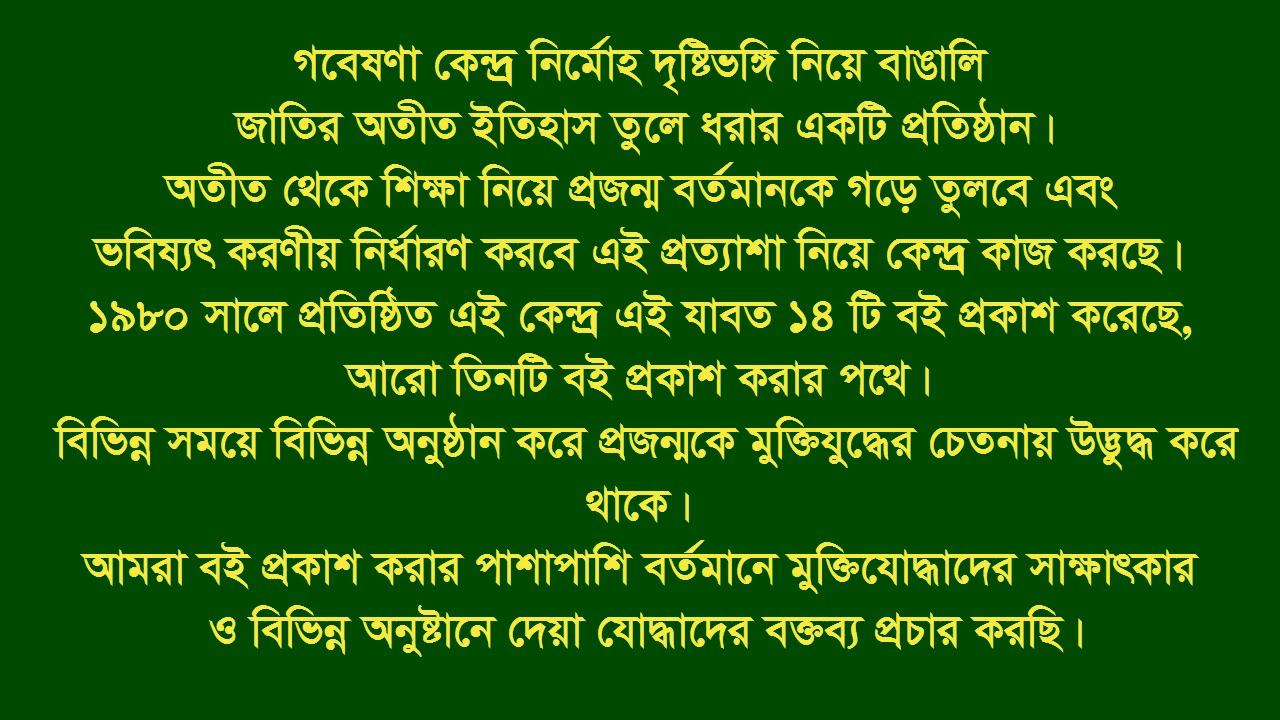 গবেষণা কেন্দ্র নির্মোহ দৃষ্টিভঙ্গি নিয়ে বাঙালি
জাতির অতীত ইতিহাস তুলে ধরার একটি প্রতিষ্ঠান।
অতীত থেকে শিক্ষা নিয়ে প্রজন্ম বর্তমানকে গড়ে তুলবে এবং
ভবিষ্যৎ করণীয় নির্ধারণ করবে এই প্রত্যাশা নিয়ে কেন্দ্র কাজ করছে।
১৯৮০ সালে প্রতিষ্ঠিত এই কেন্দ্র এই যাবত ১৪ টি বই প্রকাশ করেছে,
আরো তিনটি বই প্রকাশ করার পথে।
বিভিন্ন সময়ে বিভিন্ন অনুষ্ঠান করে প্রজন্মকে মুক্তিযুদ্ধের চেতনায় উদ্ভুদ্ধ করে
থাকে।
আমরা বই প্রকাশ করার পাশাপাশি বর্তমানে মুক্তিযোদ্ধাদের সাক্ষাৎকার
ও বিভিন্ন অনুষ্টানে দেয়া যোদ্ধাদের বক্তব্য প্রচার করছি।